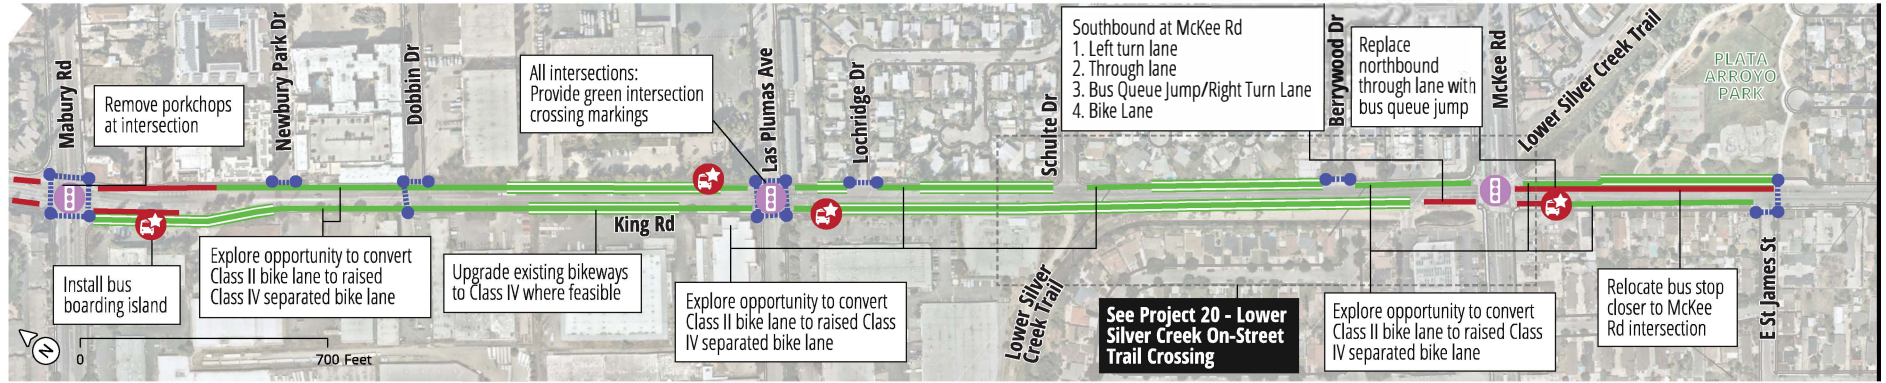 Mabury Rd
Remove porkchops
at intersection
Newbury Park Dr
Dobbin Dr
All intersections:
Provide green intersection
crossing markings
Las Plumas Ave
Lochridge Dr
Schulte Dr
Southbound at McKee Rd
1. Left turn lane
2. Through lane
3. Bus Queue Jump/Right Turn Lane
4. Bike Lane
Berrywood Dr
Replace
northbound
through lane with
bus queue jump
McKee Rd
Lower Silver Creek Trail
PLATA
ARROYO
PARK
King Rd
Install bus
boarding island
Explore opportunity to convert
Class II bike lane to raised
Class IV separated bike lane
Upgrade existing bikeways
to Class IV where feasible
Explore opportunity to convert
Class II bike lane to raised Class
IV separated bike lane
Lower Silver
Creek Trail
See Project 20 - Lower
Silver Creek On-Street
Trail Crossing
Explore opportunity to convert
Class II bike lane to raised Class
IV separated bike lane
Relocate bus stop
closer to McKee
Rd intersection
E St. James St
N
0
700 Feet